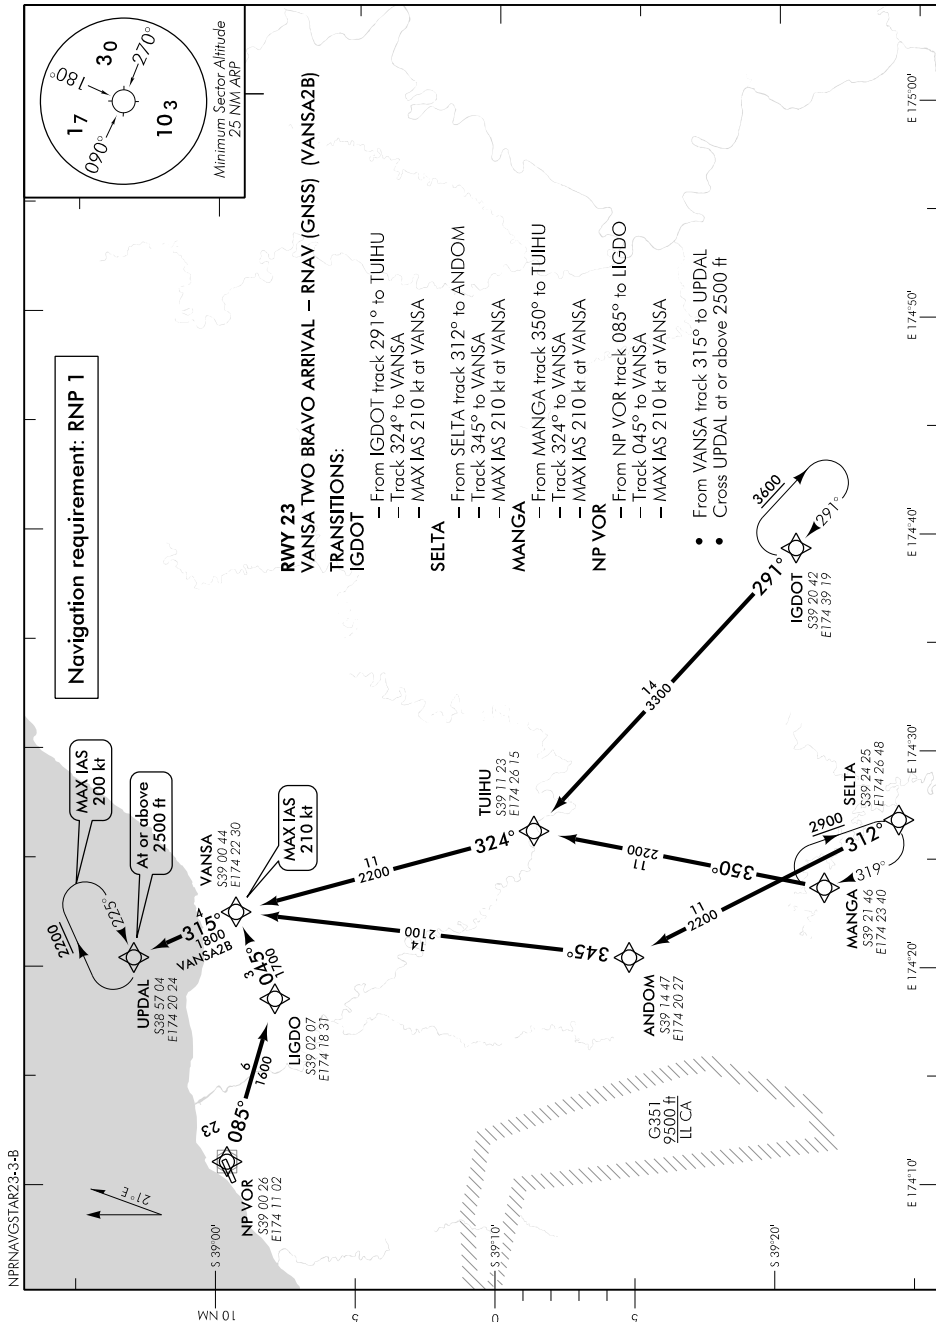 NPRNAVGSTAR23-3-B
Navigation requirement: RNP 1
RWY 23
VANSA TWO BRAVO ARRIVAL – RNAV (GNSS) (VANSA2B)
TRANSITIONS:
IGDOT
– From IGDOT track 291° to TUIHU
– Track 324° to VANSA
– MAX IAS 210 kt at VANSA
SELTA
– From SELTA track 312° to ANDOM
– Track 345° to VANSA
– MAX IAS 210 kt at VANSA
MANGA
– From MANGA track 350° to TUIHU
– Track 324° to VANSA
– MAX IAS 210 kt at VANSA
NP VOR
– From NP VOR track 085° to LIGDO
– Track 045° to VANSA
– MAX IAS 210 kt at VANSA
• From VANSA track 315° to UPDAL
• Cross UPDAL at or above 2500 ft
17
30
103
180°
270°
090°
Minimum Sector Altitude
25 NM ARP
MAX IAS
200 kt
At or above
2500 ft
2200
225°
UPDAL
S38 57 04
E174 20 24
VANSA
S39 00 44
E174 22 30
MAX IAS
210 kt
4
315°
1800
VANSA2B
3
045°
1700
LIGDO
S39 02 07
E174 18 31
6
085°
1600
23
NP VOR
S39 00 26
E174 11 02
21° E
TUIHU
S39 11 23
E174 26 15
11
324°
2200
14
345°
2100
ANDOM
S39 14 47
E174 20 27
11
350°
2200
11
312°
2200
14
291°
3300
IGDOT
S39 20 42
E174 39 19
3600
291°
SELTA
S39 24 25
E174 26 48
2900
319°
MANGA
S39 21 46
E174 23 40
G351
9500 ft
LL CA
S 39°00'
S 39°10'
S 39°20'
E 174°10'
E 174°20'
E 174°30'
E 174°40'
E 174°50'
E 175°00'
10 NM
5
0
5